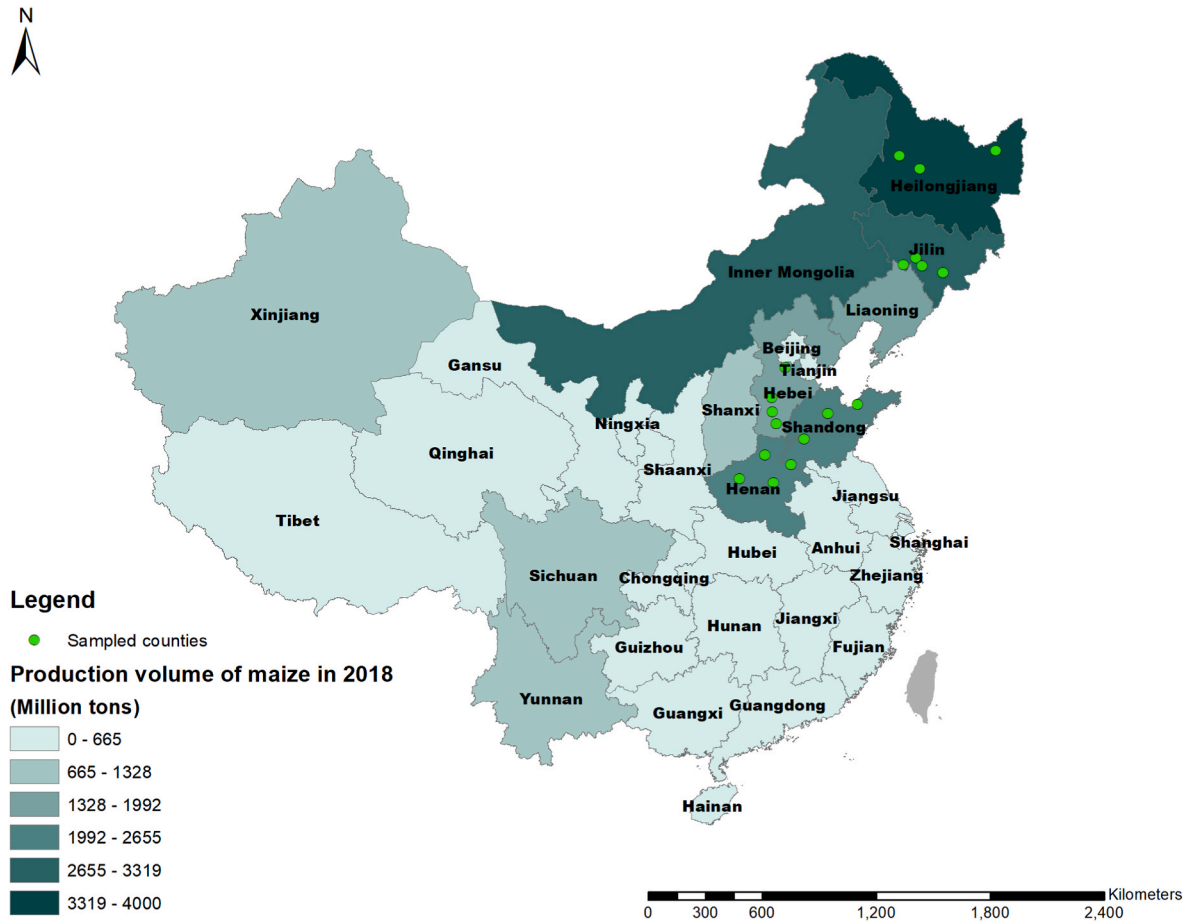 N
Heilongjiang
Jilin
Inner Mongolia
Liaoning
Xinjiang
Beijing
Tianjin
Gansu
Hebei
Shanxi
Ningxia
Shandong
Qinghai
Shaanxi
Henan
Jiangsu
Tibet
Shanghai
Hubei
Anhui
Sichuan
Chongqing
Zhejiang
Hunan
Jiangxi
Guizhou
Fujian
Yunnan
Guangxi
Guangdong
Hainan
Legend
Sampled counties
Production volume of maize in 2018
(Million tons)
0 - 665
665 - 1328
1328 - 1992
1992 - 2655
2655 - 3319
3319 - 4000
Kilometers
0 300 600 1,200 1,800 2,400